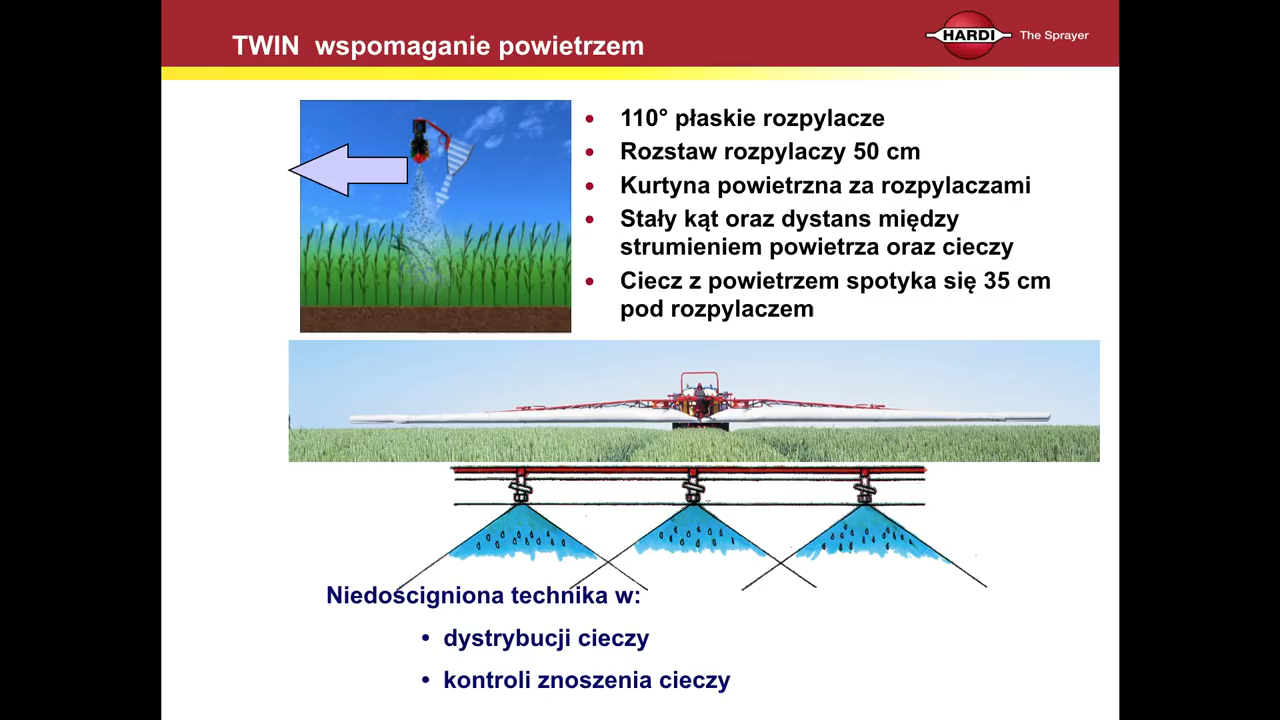 TWIN wspomaganie powietrzem
HARDI The Sprayer
• 110° płaskie rozpylacze
• Rozstaw rozpylaczy 50 cm
• Kurtyna powietrzna za rozpylaczami
• Stały kąt oraz dystans między
strumieniem powietrza oraz cieczy
• Ciecz z powietrzem spotyka się 35 cm
pod rozpylaczem
Niedościgniona technika w:
• dystrybucji cieczy
• kontroli znoszenia cieczy